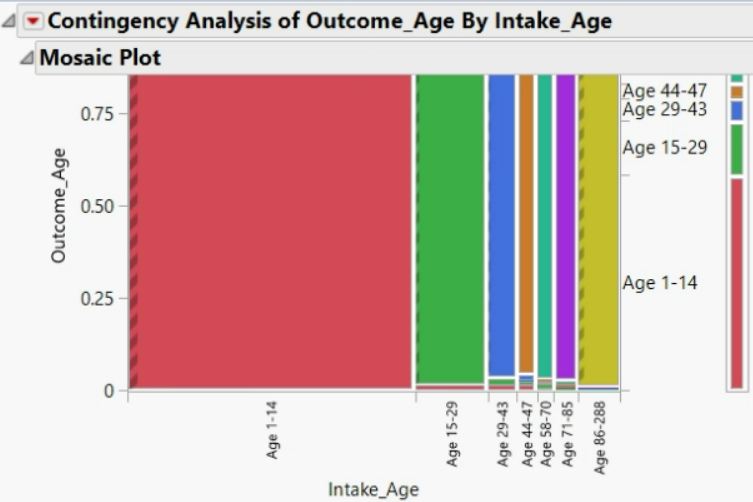 Contingency Analysis of Outcome_Age By Intake_Age
Mosaic Plot
Outcome_Age
0.75
0.50
0.25
0
Age 44-47
Age 29-43
Age 15-29
Age 1-14
Age 1-14
Age 15-29
Age 29-43
Age 44-47
Age 58-70
Age 71-85
Age 86-288
Intake_Age